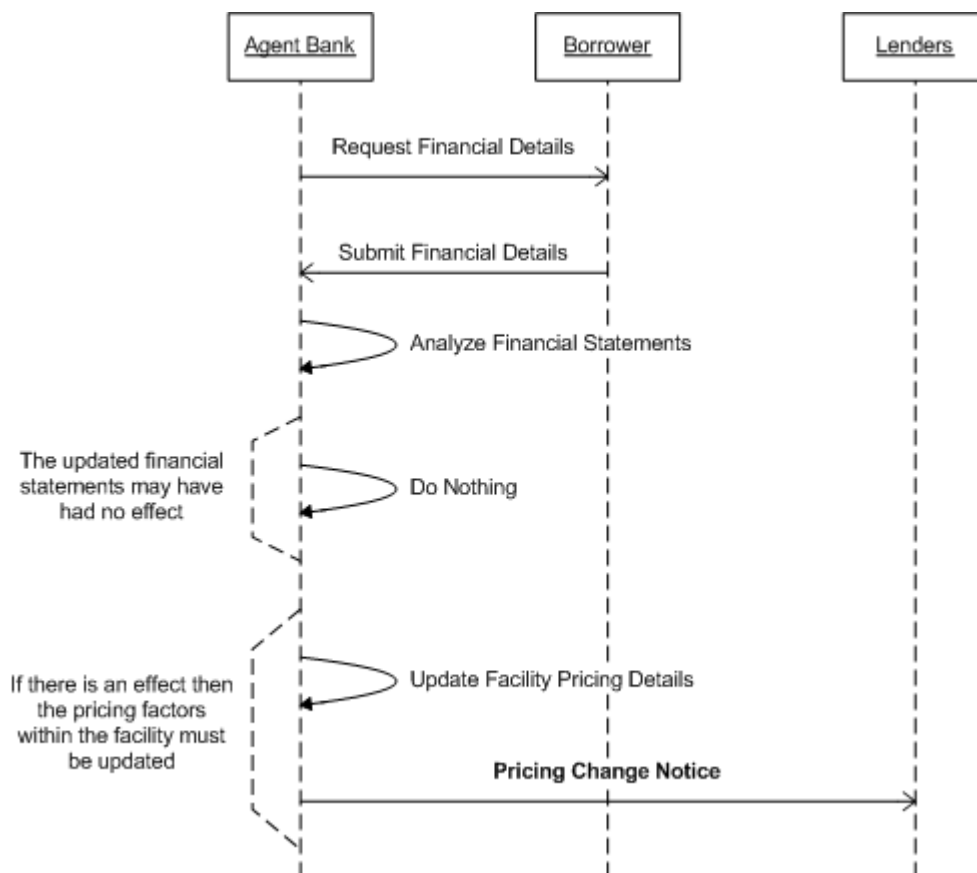 Agent Bank
Borrower
Lenders
Request Financial Details
Submit Financial Details
Analyze Financial Statements
The updated financial
statements may have
had no effect
Do Nothing
If there is an effect then
the pricing factors
within the facility must
be updated
Update Facility Pricing Details
Pricing Change Notice